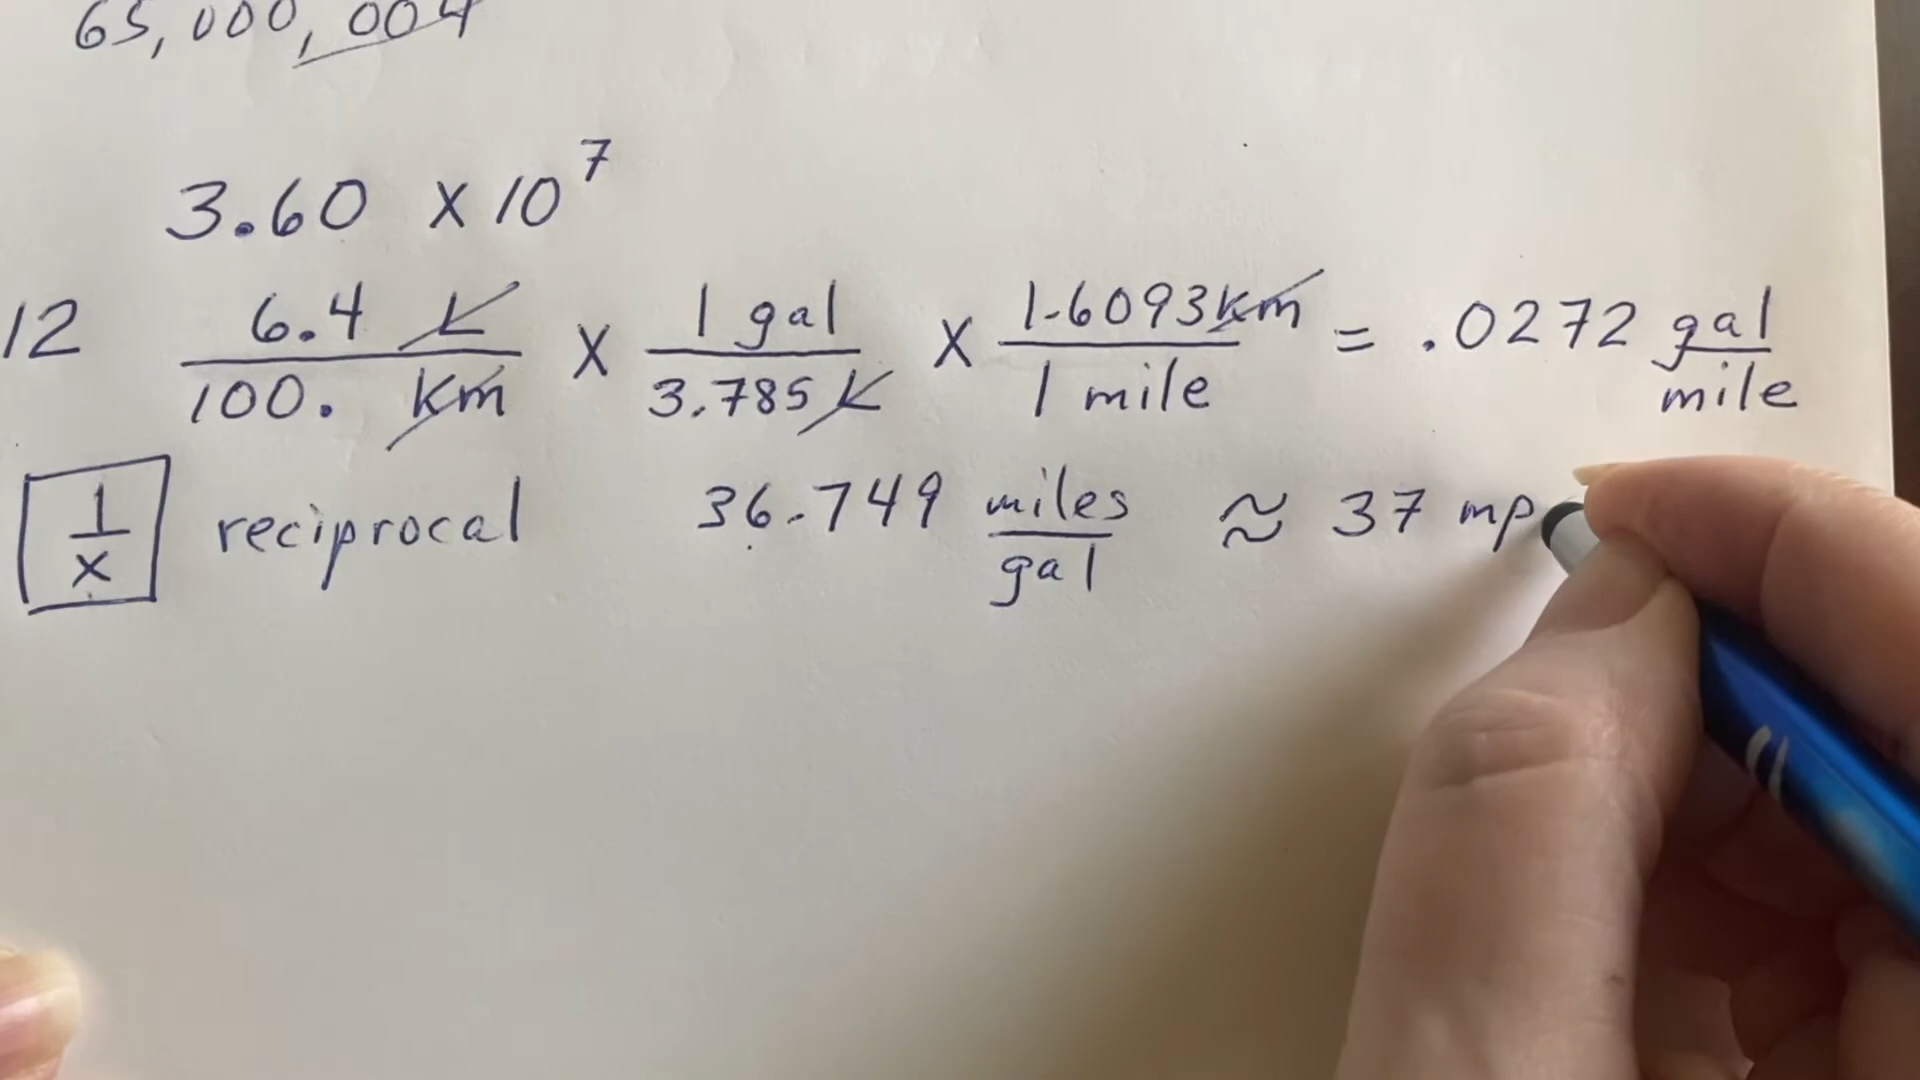 65,000,004
3.60 x 10^7
12 6.4 L / 100. km x 1 gal / 3.785 L x 1.6093 km / 1 mile = .0272 gal / mile
1/x reciprocal 36.749 miles / gal ≈ 37 mp